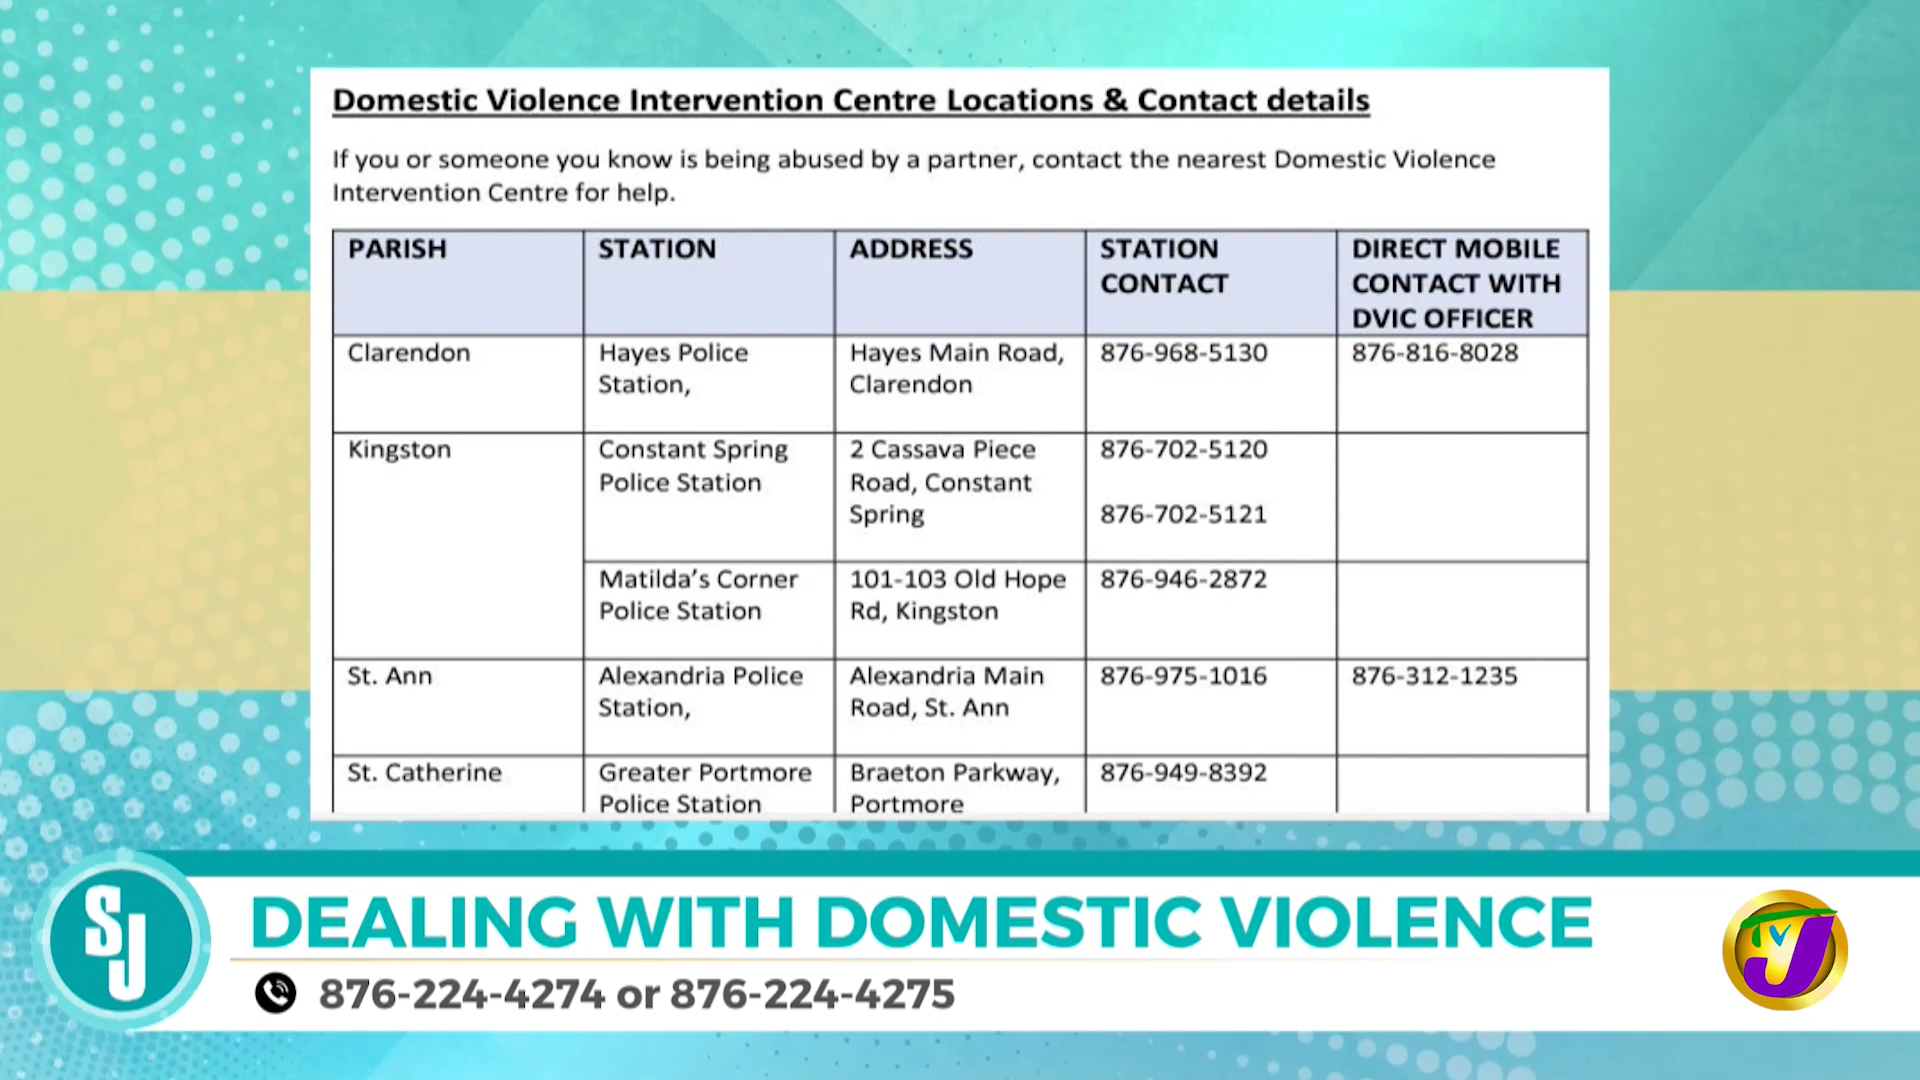 Domestic Violence Intervention Centre Locations & Contact details
If you or someone you know is being abused by a partner, contact the nearest Domestic Violence
Intervention Centre for help.
PARISH
STATION
ADDRESS
STATION
CONTACT
DIRECT MOBILE
CONTACT WITH
DVIC OFFICER
Clarendon
Hayes Police
Station,
Hayes Main Road,
Clarendon
876-968-5130
876-816-8028
Kingston
Constant Spring
Police Station
2 Cassava Piece
Road, Constant
Spring
876-702-5120
876-702-5121
Matilda’s Corner
Police Station
101-103 Old Hope
Rd, Kingston
876-946-2872
St. Ann
Alexandria Police
Station,
Alexandria Main
Road, St. Ann
876-975-1016
876-312-1235
St. Catherine
Greater Portmore
Police Station
Braeton Parkway,
Portmore
876-949-8392
SJ
DEALING WITH DOMESTIC VIOLENCE
876-224-4274 or 876-224-4275
TVJ